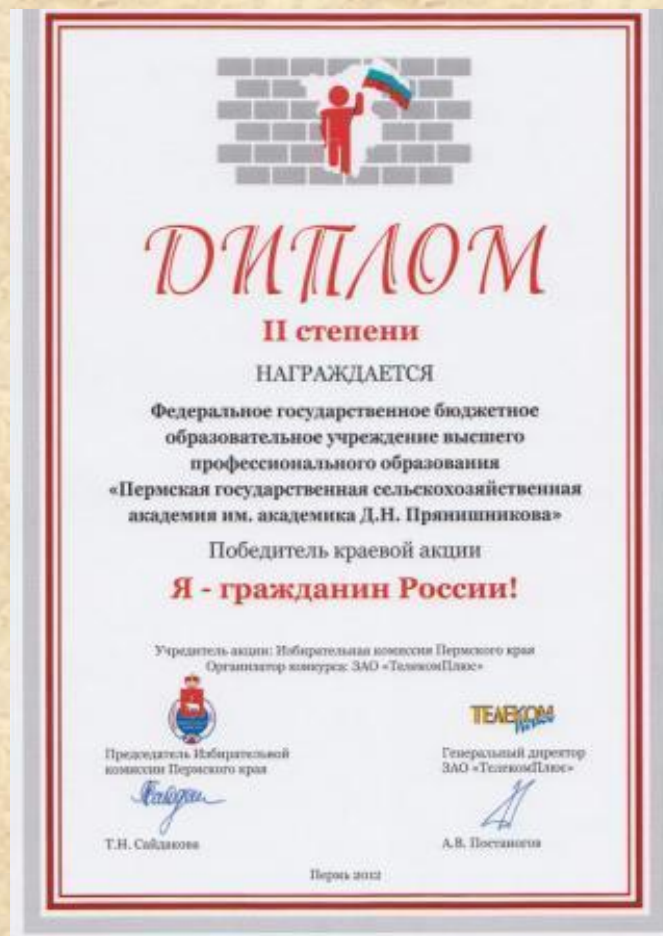 ДИПЛОМ
II степени
НАГРАЖДАЕТСЯ
Федеральное государственное бюджетное
образовательное учреждение высшего
профессионального образования
«Пермская государственная сельскохозяйственная
академия им. академика Д.Н. Прянишникова»
Победитель краевой акции
Я - гражданин России!
Учредитель акции: Избирательная комиссия Пермского края
Организатор конкурса: ЗАО «ТелекомПлюс»
ТЕЛЕКОМ
Председатель Избирательной
комиссии Пермского края
Т.Н. Сайдакова
Генеральный директор
ЗАО «ТелекомПлюс»
А.В. Постаногов
Пермь 2012